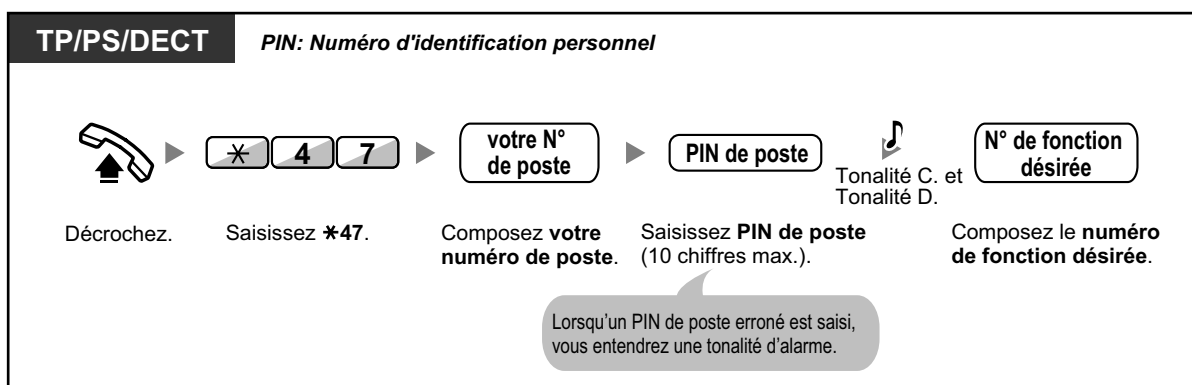 TP/PS/DECT
PIN: Numéro d'identification personnel
✳ 4 7
votre N°
de poste
PIN de poste
Tonalité C. et
Tonalité D.
N° de fonction
désirée
Décrochez.
Saisissez ✳47.
Composez votre
numéro de poste.
Saisissez PIN de poste
(10 chiffres max.).
Composez le numéro
de fonction désirée.
Lorsqu'un PIN de poste erroné est saisi,
vous entendrez une tonalité d'alarme.